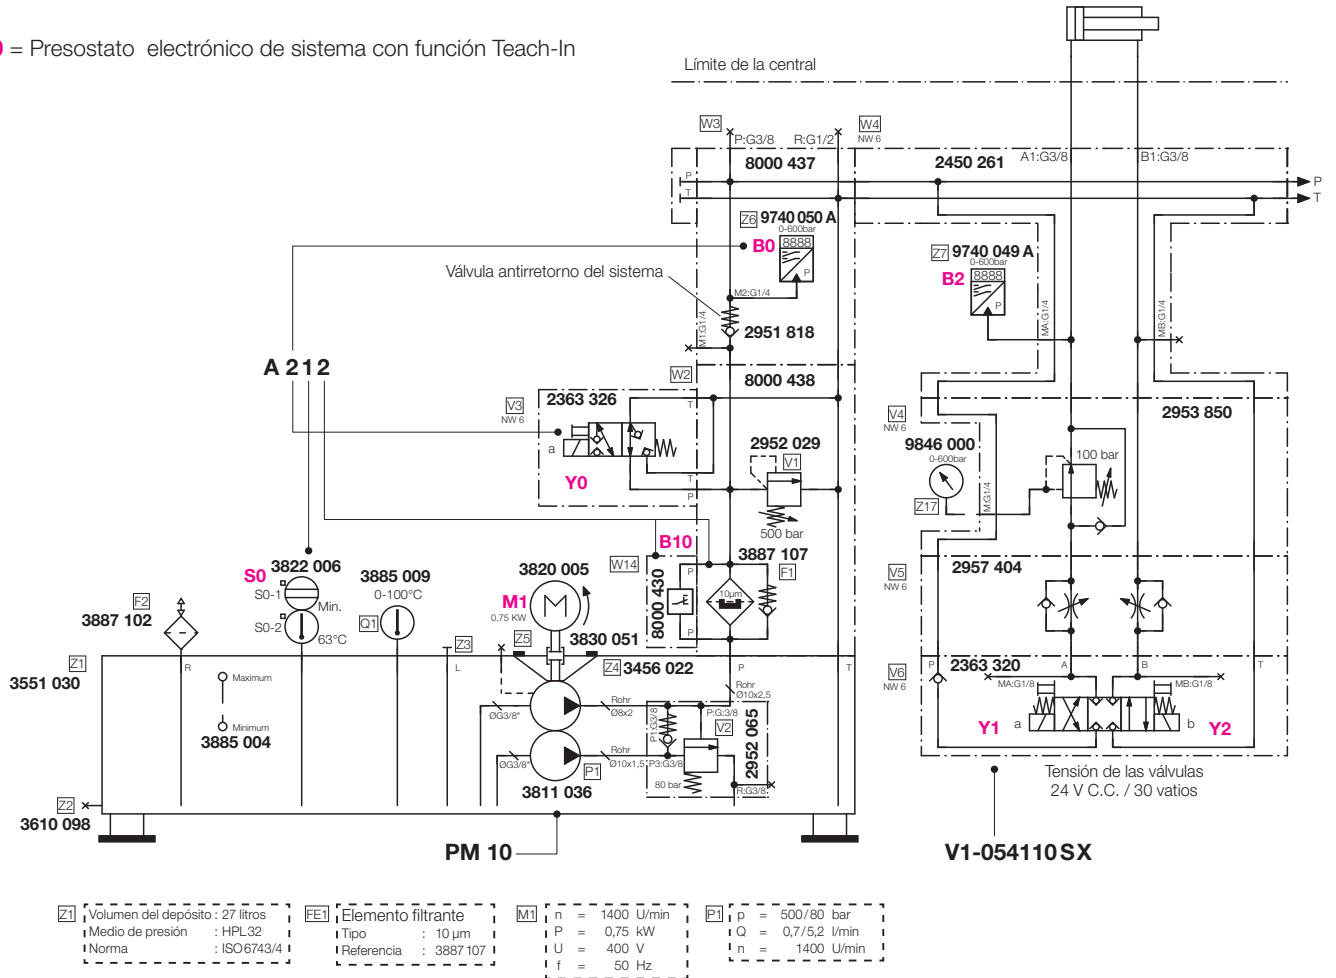 = Presostato electrónico de sistema con función Teach-In
Límite de la central
W3
P:G3/8
R:G1/2
W4
NW 6
8000 437
2450 261
A1:G3/8
B1:G3/8
P
T
P
T
Z6 9740 050 A
0-600bar
B0
8888
P
M2:G1/4
Válvula antirretorno del sistema
M1:G1/4
2951 818
Z7 9740 049 A
0-600bar
B2
8888
P
MA:G1/4
MB:G1/4
A 2 1 2
W2
8000 438
V3
NW 6
2363 326
a
Y0
T
T
P
2952 029
V1
500 bar
V4
NW 6
2953 850
9846 000
0-600bar
Z17
M:G1/4
100 bar
B10
W14
8000 430
P
P
3887 107
F1
10µm
V5
NW 6
2957 404
S0
3822 006
S0-1
Min.
S0-2
63°C
3885 009
0-100°C
Q1
3820 005
M1
0,75 KW
M
F2
3887 102
Z1
3551 030
R
Maximum
Minimum
3885 004
Z3
L
Z5
3830 051
Z4 3456 022
P
T
Rohr
Ø10x2,5
ØG3/8"
Rohr
Ø8x2
P1:G3/8
P:G:3/8
V2
2952 065
ØG3/8"
Rohr
Ø10x1,5
P3:G3/8
P1
3811 036
80 bar
R:G3/8
Z2
3610 098
PM 10
V6
NW 6
P
2363 320
A
B
T
MA:G1/8
MB:G1/8
Y1
a
b
Y2
Tensión de las válvulas
24 V C.C. / 30 vatios
V1-054110 SX
Z1
Volumen del depósito : 27 litros
Medio de presión : HPL 32
Norma : ISO 6743/4
FE1
Elemento filtrante
Tipo : 10 µm
Referencia : 3887 107
M1
n = 1400 U/min
P = 0,75 kW
U = 400 V
f = 50 Hz
P1
p = 500/80 bar
Q = 0,7/5,2 l/min
n = 1400 U/min